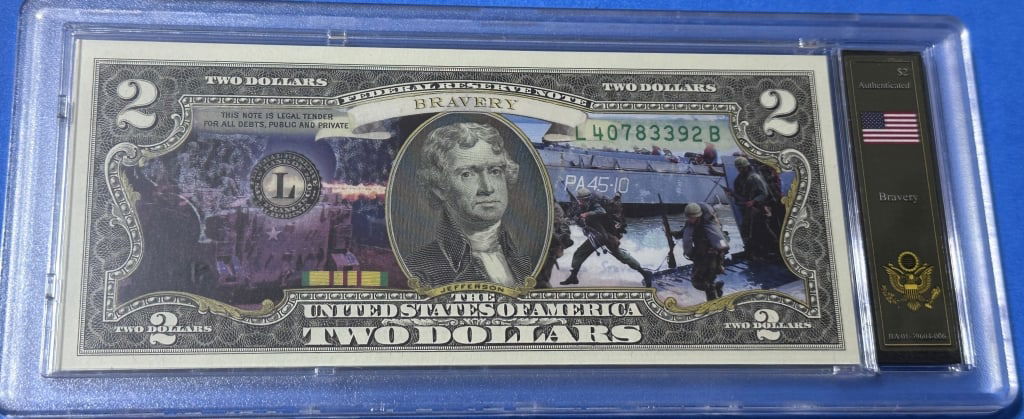 2
TWO DOLLARS
FEDERAL RESERVE NOTE
TWO DOLLARS
2
BRAVERY
THIS NOTE IS LEGAL TENDER
FOR ALL DEBTS, PUBLIC AND PRIVATE
L 40783392 B
L
PA45-10
JEFFERSON
THE
UNITED STATES OF AMERICA
TWO DOLLARS
TWO 2 DOLLARS
TWO 2 DOLLARS
$2
Authenticated
Bravery